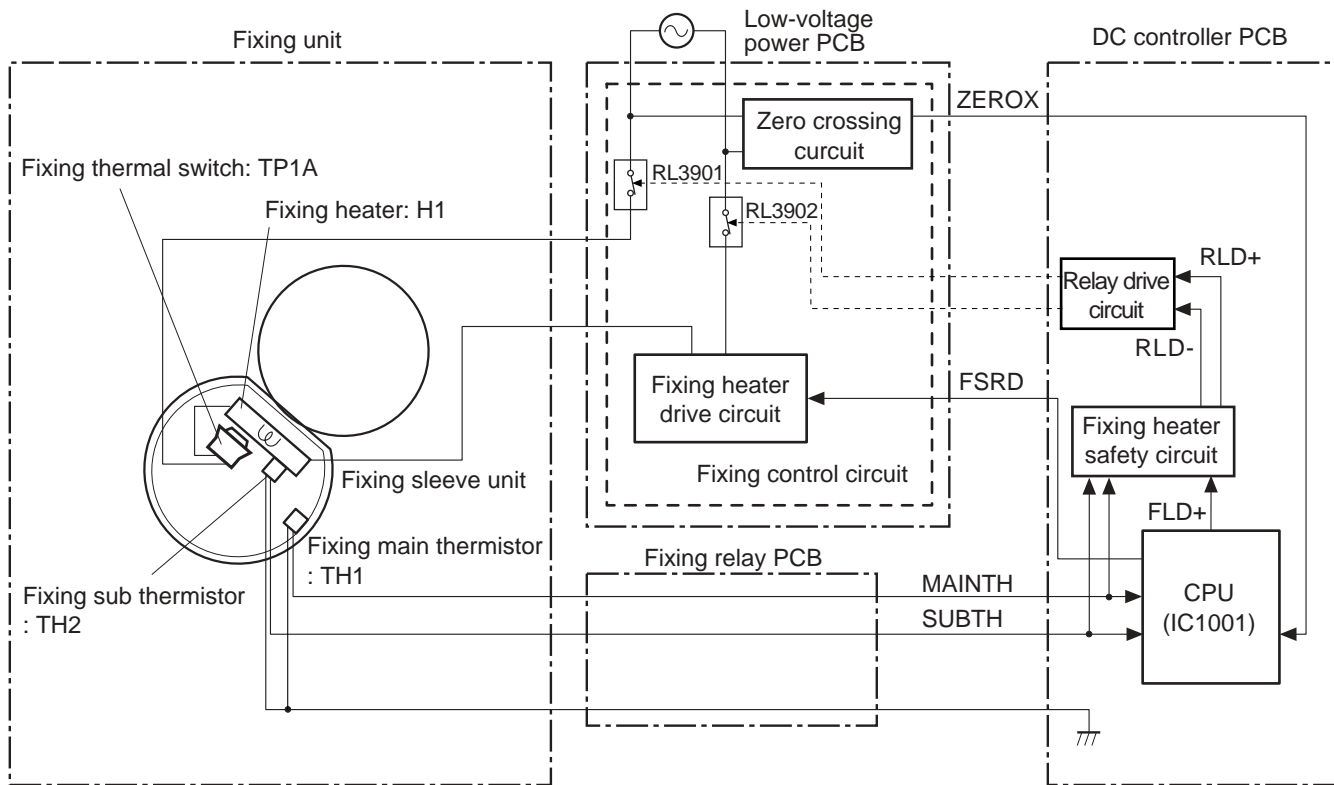 Fixing unit
Low-voltage
power PCB
DC controller PCB
ZEROX
Zero crossing
curcuit
Fixing thermal switch: TP1A
RL3901
Fixing heater: H1
RL3902
RLD+
Relay drive
circuit
RLD-
FSRD
Fixing heater
drive circuit
Fixing heater
safety circuit
Fixing sleeve unit
Fixing control circuit
FLD+
Fixing main thermistor
: TH1
Fixing relay PCB
MAINTH
CPU
(IC1001)
Fixing sub thermistor
: TH2
SUBTH